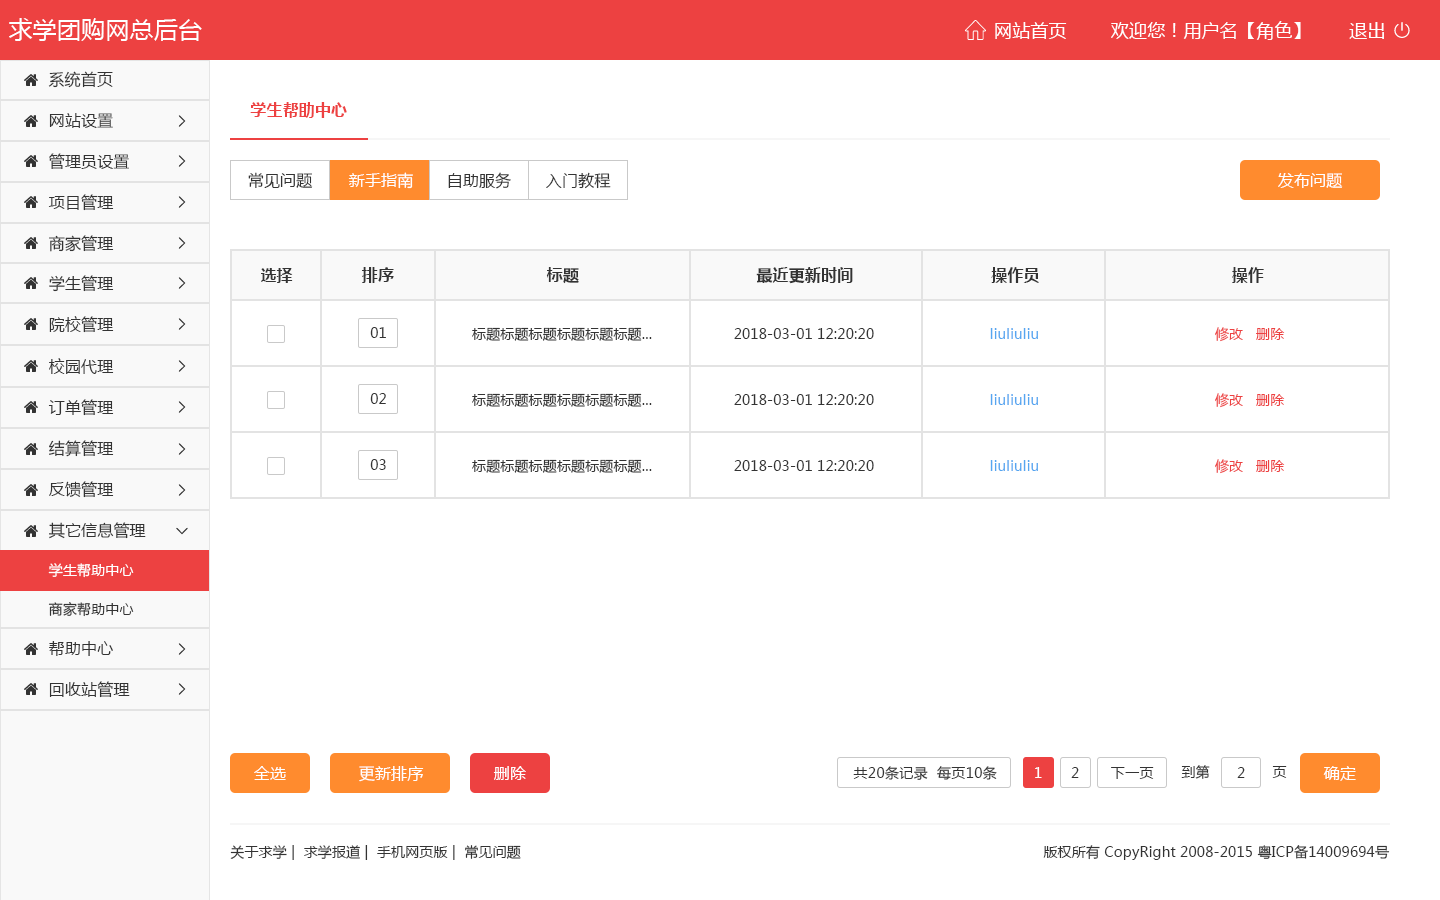 求学团购网总后台 网站首页 欢迎您！用户名【角色】 退出
系统首页
网站设置
管理员设置
项目管理
商家管理
学生管理
院校管理
校园代理
订单管理
结算管理
反馈管理
其它信息管理
学生帮助中心
商家帮助中心
帮助中心
回收站管理
学生帮助中心
常见问题 新手指南 自助服务 入门教程 发布问题
选择 排序 标题 最近更新时间 操作员 操作
01 标题标题标题标题标题标题... 2018-03-01 12:20:20 liuliuliu 修改 删除
02 标题标题标题标题标题标题... 2018-03-01 12:20:20 liuliuliu 修改 删除
03 标题标题标题标题标题标题... 2018-03-01 12:20:20 liuliuliu 修改 删除
全选 更新排序 删除 共20条记录 每页10条 1 2 下一页 到第 2 页 确定
关于求学 | 求学报道 | 手机网页版 | 常见问题 版权所有 CopyRight 2008-2015 粤ICP备14009694号